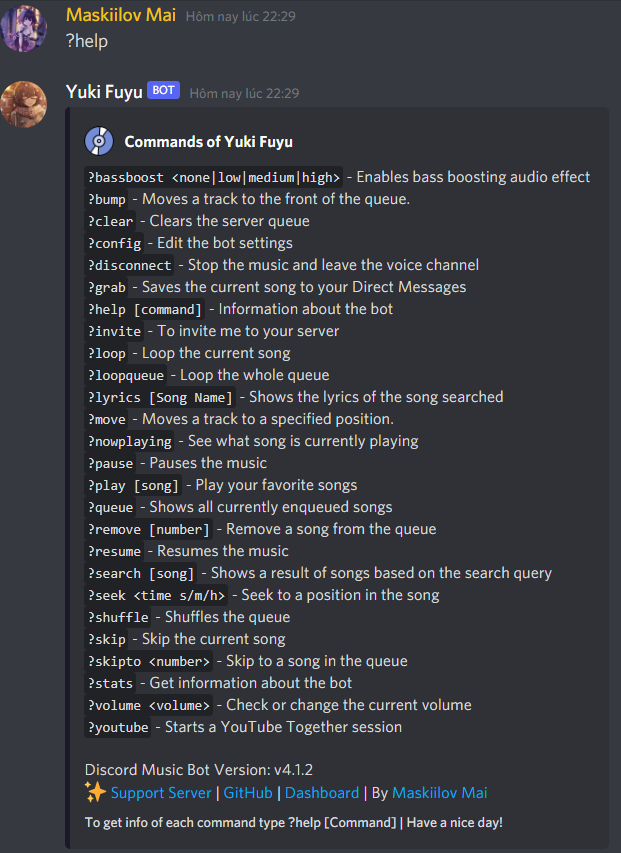 Maskiilov Mai Hôm nay lúc 22:29
?help
Yuki Fuyu BOT Hôm nay lúc 22:29
Commands of Yuki Fuyu
?bassboost <none|low|medium|high> - Enables bass boosting audio effect
?bump - Moves a track to the front of the queue.
?clear - Clears the server queue
?config - Edit the bot settings
?disconnect - Stop the music and leave the voice channel
?grab - Saves the current song to your Direct Messages
?help [command] - Information about the bot
?invite - To invite me to your server
?loop - Loop the current song
?loopqueue - Loop the whole queue
?lyrics [Song Name] - Shows the lyrics of the song searched
?move - Moves a track to a specified position.
?nowplaying - See what song is currently playing
?pause - Pauses the music
?play [song] - Play your favorite songs
?queue - Shows all currently enqueued songs
?remove [number] - Remove a song from the queue
?resume - Resumes the music
?search [song] - Shows a result of songs based on the search query
?seek <time s/m/h> - Seek to a position in the song
?shuffle - Shuffles the queue
?skip - Skip the current song
?skipto <number> - Skip to a song in the queue
?stats - Get information about the bot
?volume <volume> - Check or change the current volume
?youtube - Starts a YouTube Together session
Discord Music Bot Version: v4.1.2
✨ Support Server | GitHub | Dashboard | By Maskiilov Mai
To get info of each command type ?help [Command] | Have a nice day!